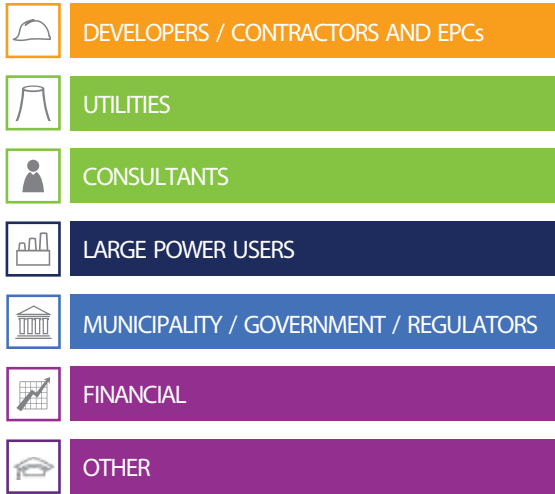 DEVELOPERS / CONTRACTORS AND EPCs
UTILITIES
CONSULTANTS
LARGE POWER USERS
MUNICIPALITY / GOVERNMENT / REGULATORS
FINANCIAL
OTHER